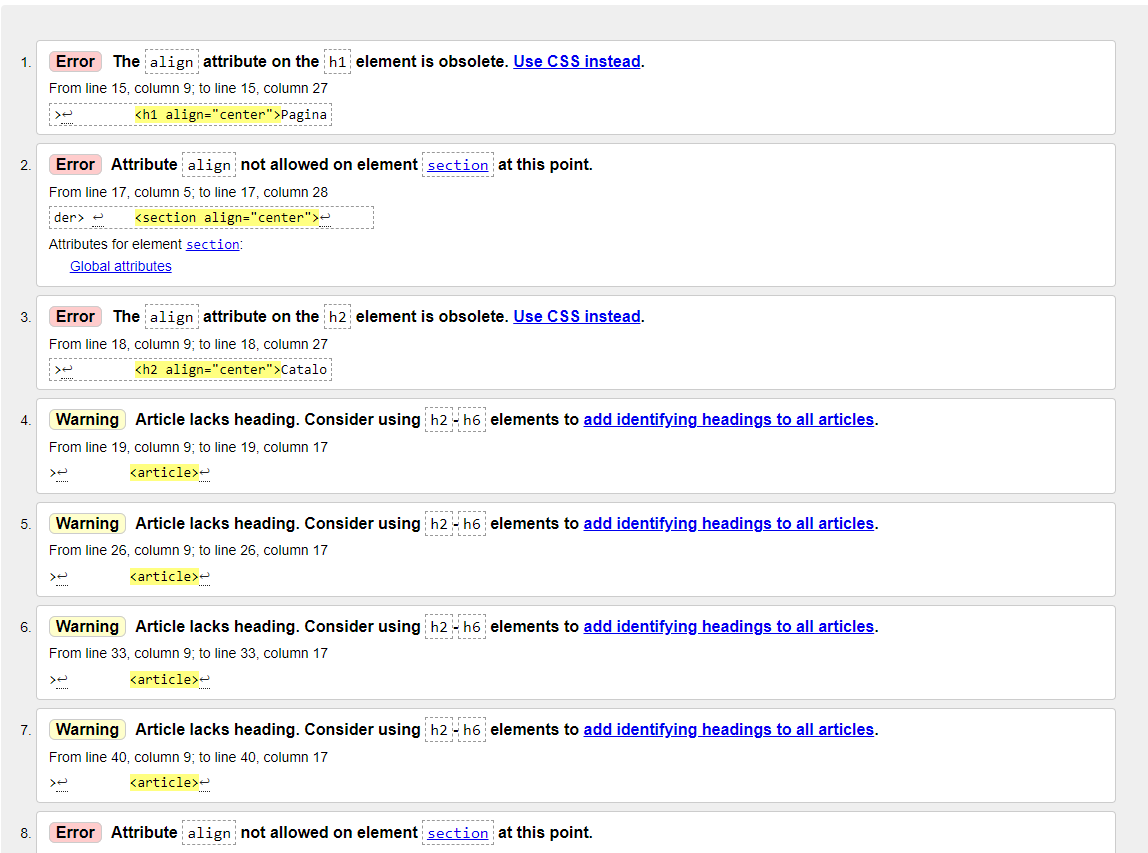 1. Error The align attribute on the h1 element is obsolete. Use CSS instead.
From line 15, column 9; to line 15, column 27
>↩ <h1 align="center">Pagina
2. Error Attribute align not allowed on element section at this point.
From line 17, column 5; to line 17, column 28
der> ↩ <section align="center">↩
Attributes for element section:
Global attributes
3. Error The align attribute on the h2 element is obsolete. Use CSS instead.
From line 18, column 9; to line 18, column 27
>↩ <h2 align="center">Catalo
4. Warning Article lacks heading. Consider using h2-h6 elements to add identifying headings to all articles.
From line 19, column 9; to line 19, column 17
>↩ <article>↩
5. Warning Article lacks heading. Consider using h2-h6 elements to add identifying headings to all articles.
From line 26, column 9; to line 26, column 17
>↩ <article>↩
6. Warning Article lacks heading. Consider using h2-h6 elements to add identifying headings to all articles.
From line 33, column 9; to line 33, column 17
>↩ <article>↩
7. Warning Article lacks heading. Consider using h2-h6 elements to add identifying headings to all articles.
From line 40, column 9; to line 40, column 17
>↩ <article>↩
8. Error Attribute align not allowed on element section at this point.